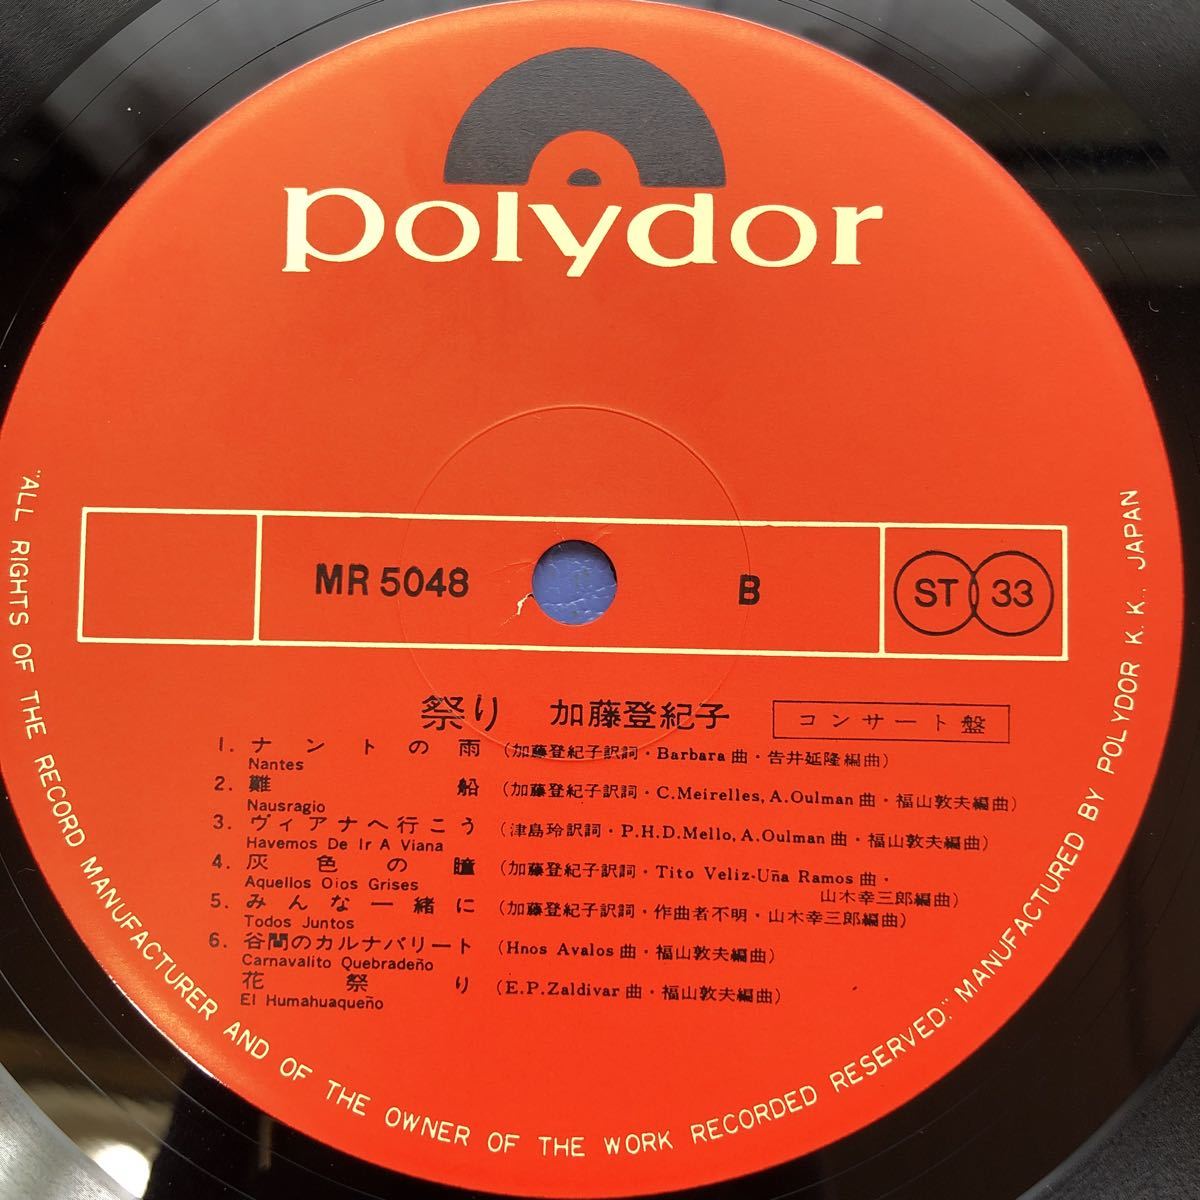 polydor
MR 5048 B ST 33
祭り 加藤登紀子 コンサート盤
1. ナントの雨 (加藤登紀子訳詞・Barbara曲・告井延隆編曲)
Nantes
2. 難船 (加藤登紀子訳詞・C.Meirelles, A.Oulman曲・福山敦夫編曲)
Nausragio
3. ヴィアナへ行こう (津島玲訳詞・P.H.D.Mello, A.Oulman曲・福山敦夫編曲)
Havemos De Ir A Viana
4. 灰色の瞳 (加藤登紀子訳詞・Tito Veliz-Uña Ramos曲・
Aquellos Oios Grises 山木幸三郎編曲)
5. みんな一緒に (加藤登紀子訳詞・作曲者不明・山木幸三郎編曲)
Todos Juntos
6. 谷間のカルナバリート (Hnos Avalos曲・福山敦夫編曲)
Carnavalito Quebradeño
花祭り (E.P.Zaldivar曲・福山敦夫編曲)
El Humahuaqueño
"ALL RIGHTS OF THE RECORD MANUFACTURER AND OF THE OWNER OF THE WORK RECORDED RESERVED." MANUFACTURED BY POLYDOR K. K., JAPAN